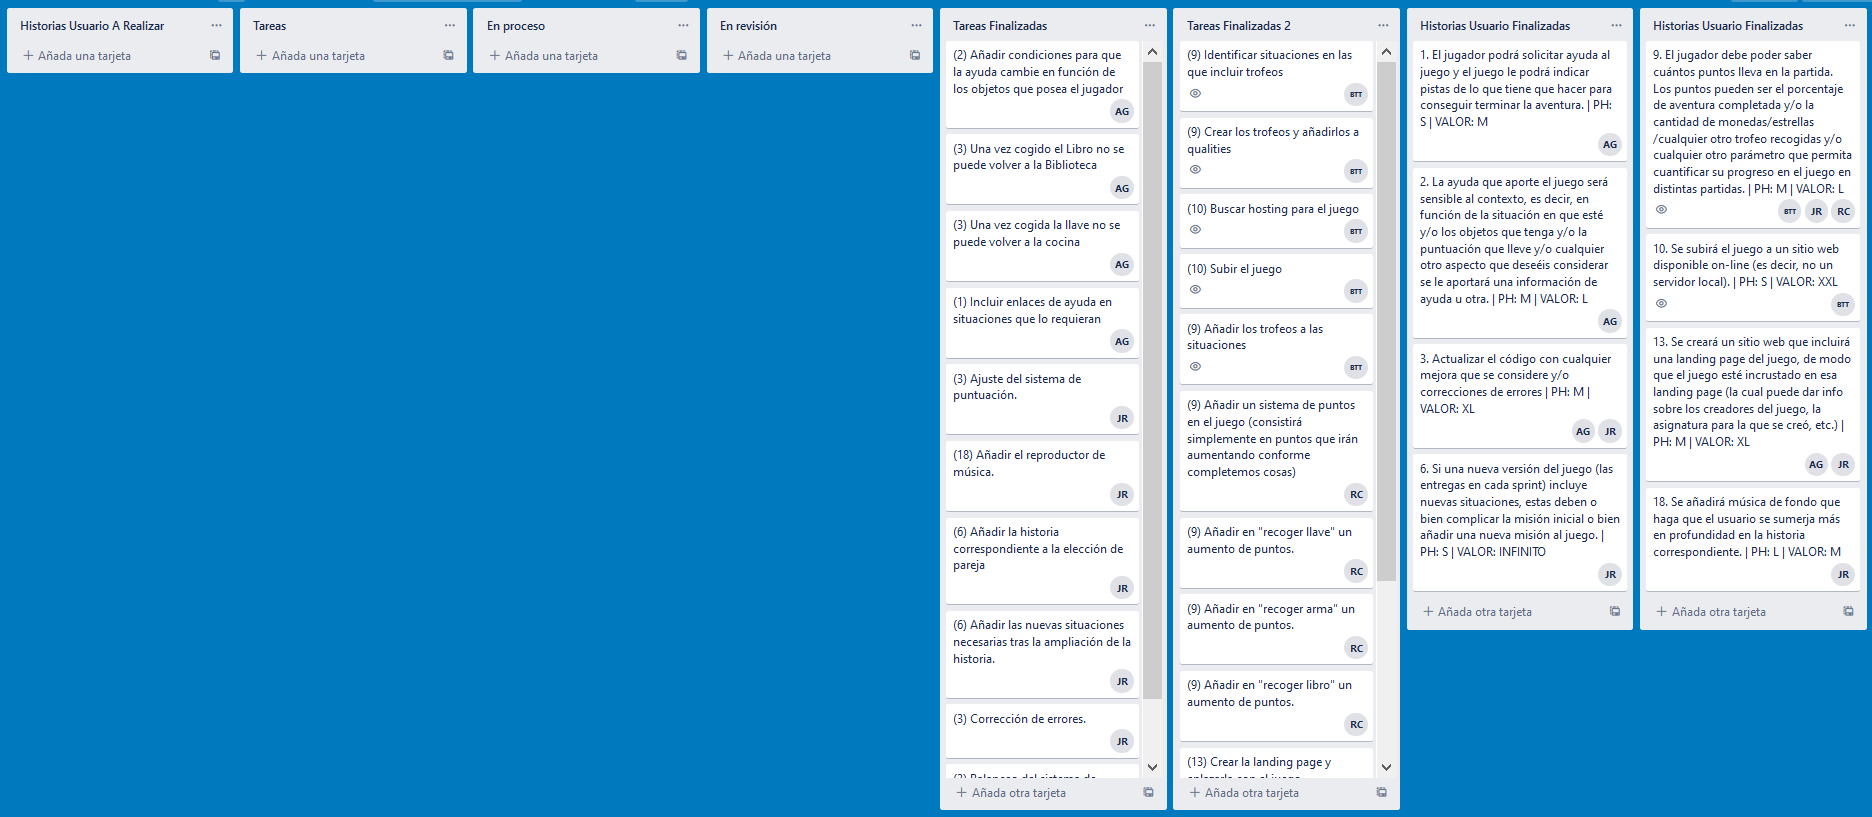 Historias Usuario A Realizar
Añada una tarjeta
Tareas
Añada una tarjeta
En proceso
Añada una tarjeta
En revisión
Añada una tarjeta
Tareas Finalizadas
(2) Añadir condiciones para que
la ayuda cambie en función de
los objetos que posea el jugador
AG
(3) Una vez cogido el Libro no se
puede volver a la Biblioteca
AG
(3) Una vez cogida la llave no se
puede volver a la cocina
AG
(1) Incluir enlaces de ayuda en
situaciones que lo requieran
AG
(3) Ajuste del sistema de
puntuación.
JR
(18) Añadir el reproductor de
música.
JR
(6) Añadir la historia
correspondiente a la elección de
pareja
JR
(6) Añadir las nuevas situaciones
necesarias tras la ampliación de la
historia.
JR
(3) Corrección de errores.
JR
Añada otra tarjeta
Tareas Finalizadas 2
(9) Identificar situaciones en las
que incluir trofeos
BTT
(9) Crear los trofeos y añadirlos a
qualities
BTT
(10) Buscar hosting para el juego
BTT
(10) Subir el juego
BTT
(9) Añadir los trofeos a las
situaciones
BTT
(9) Añadir un sistema de puntos
en el juego (consistirá
simplemente en puntos que irán
aumentando conforme
completemos cosas)
RC
(9) Añadir en "recoger llave" un
aumento de puntos.
RC
(9) Añadir en "recoger arma" un
aumento de puntos.
RC
(9) Añadir en "recoger libro" un
aumento de puntos.
RC
(13) Crear la landing page y
Añada otra tarjeta
Historias Usuario Finalizadas
1. El jugador podrá solicitar ayuda al
juego y el juego le podrá indicar
pistas de lo que tiene que hacer para
conseguir terminar la aventura. | PH:
S | VALOR: M
AG
2. La ayuda que aporte el juego será
sensible al contexto, es decir, en
función de la situación en que esté
y/o los objetos que tenga y/o la
puntuación que lleve y/o cualquier
otro aspecto que deseéis considerar
se le aportará una información de
ayuda u otra. | PH: M | VALOR: L
AG
3. Actualizar el código con cualquier
mejora que se considere y/o
correcciones de errores | PH: M |
VALOR: XL
AG JR
6. Si una nueva versión del juego (las
entregas en cada sprint) incluye
nuevas situaciones, estas deben o
bien complicar la misión inicial o bien
añadir una nueva misión al juego. |
PH: S | VALOR: INFINITO
JR
Añada otra tarjeta
Historias Usuario Finalizadas
9. El jugador debe poder saber
cuántos puntos lleva en la partida.
Los puntos pueden ser el porcentaje
de aventura completada y/o la
cantidad de monedas/estrellas
/cualquier otro trofeo recogidas y/o
cualquier otro parámetro que permita
cuantificar su progreso en el juego en
distintas partidas. | PH: M | VALOR: L
BTT JR RC
10. Se subirá el juego a un sitio web
disponible on-line (es decir, no un
servidor local). | PH: S | VALOR: XXL
BTT
13. Se creará un sitio web que incluirá
una landing page del juego, de modo
que el juego esté incrustado en esa
landing page (la cual puede dar info
sobre los creadores del juego, la
asignatura para la que se creó, etc.) |
PH: M | VALOR: XL
AG JR
18. Se añadirá música de fondo que
haga que el usuario se sumerja más
en profundidad en la historia
correspondiente. | PH: L | VALOR: M
JR
Añada otra tarjeta